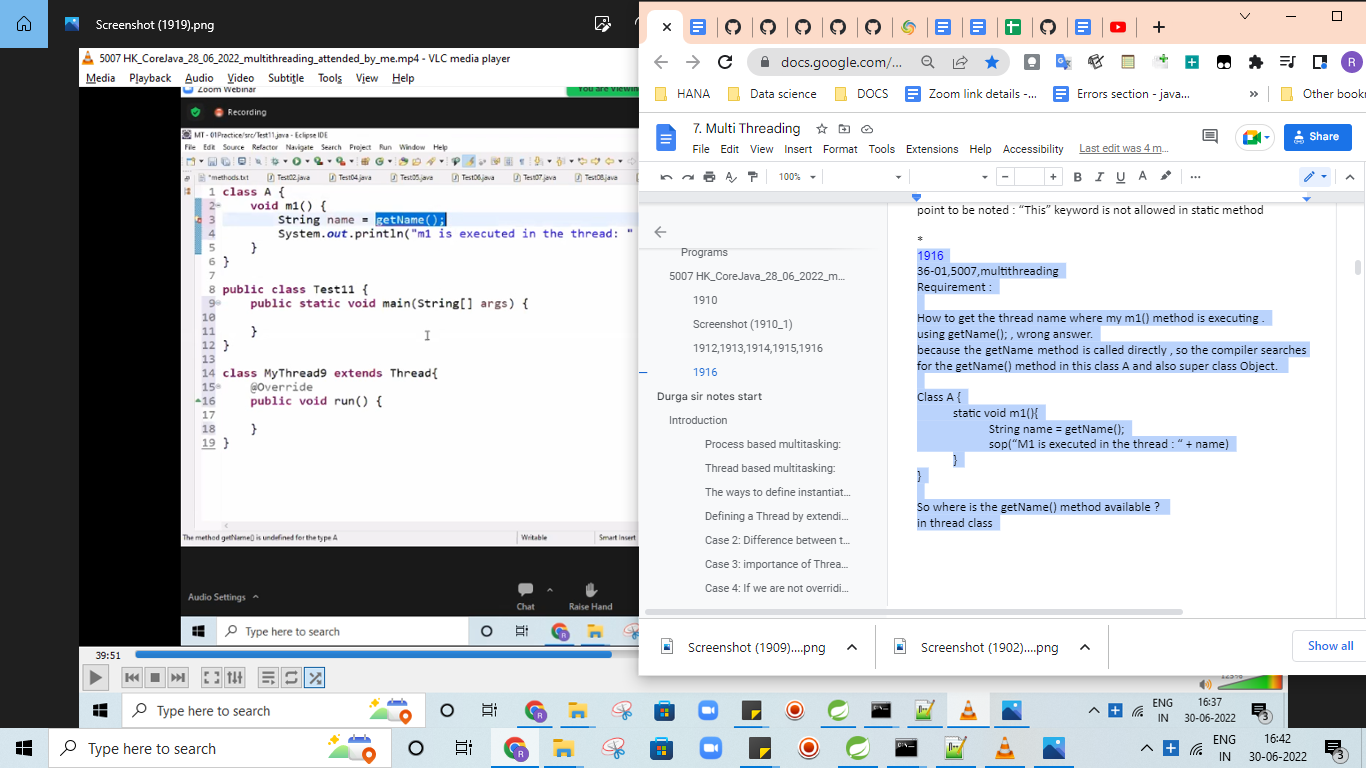 Screenshot (1919).png
5007 HK_CoreJava_28_06_2022_multithreading_attended_by_me.mp4 - VLC media player
Media Playback Audio Video Subtitle Tools View Help
Zoom Webinar
You are viewing
Recording
MT - 01Practice/src/Test11.java - Eclipse IDE
File Edit Source Refactor Navigate Search Project Run Window Help
*methods.txt Test02.java Test04.java Test05.java Test06.java Test07.java Test08.java
1 class A {
2 void m1() {
3 String name = getName();
4 System.out.println("m1 is executed in the thread: "
5 }
6 }
7
8 public class Test11 {
9 public static void main(String[] args) {
10
11 }
12 }
13
14 class MyThread9 extends Thread{
15 @Override
16 public void run() {
17
18 }
19 }
The method getName() is undefined for the type A Writable Smart Insert
Audio Settings
Chat
Raise Hand
Type here to search
39:51
125%
Type here to search
ENG
IN
16:37
30-06-2022
3
docs.google.com/...
R
HANA Data science DOCS Zoom link details -... Errors section - java... » Other bookm
7. Multi Threading
File Edit View Insert Format Tools Extensions Help Accessibility Last edit was 4 m...
Share
100%
B I U A
Programs
5007 HK_CoreJava_28_06_2022_m...
1910
Screenshot (1910_1)
1912,1913,1914,1915,1916
1916
Durga sir notes start
Introduction
Process based multitasking:
Thread based multitasking:
The ways to define instantiat...
Defining a Thread by extendi...
Case 2: Difference between t...
Case 3: importance of Threa...
Case 4: If we are not overridi...
point to be noted : “This” keyword is not allowed in static method
*
1916
36-01,5007,multithreading
Requirement :
How to get the thread name where my m1() method is executing .
using getName(); , wrong answer.
because the getName method is called directly , so the compiler searches
for the getName() method in this class A and also super class Object.
Class A {
static void m1(){
String name = getName();
sop(“M1 is executed in the thread : “ + name)
}
}
So where is the getName() method available ?
in thread class
Screenshot (1909)....png
Screenshot (1902)....png
Show all
Type here to search
ENG
IN
16:42
30-06-2022
3